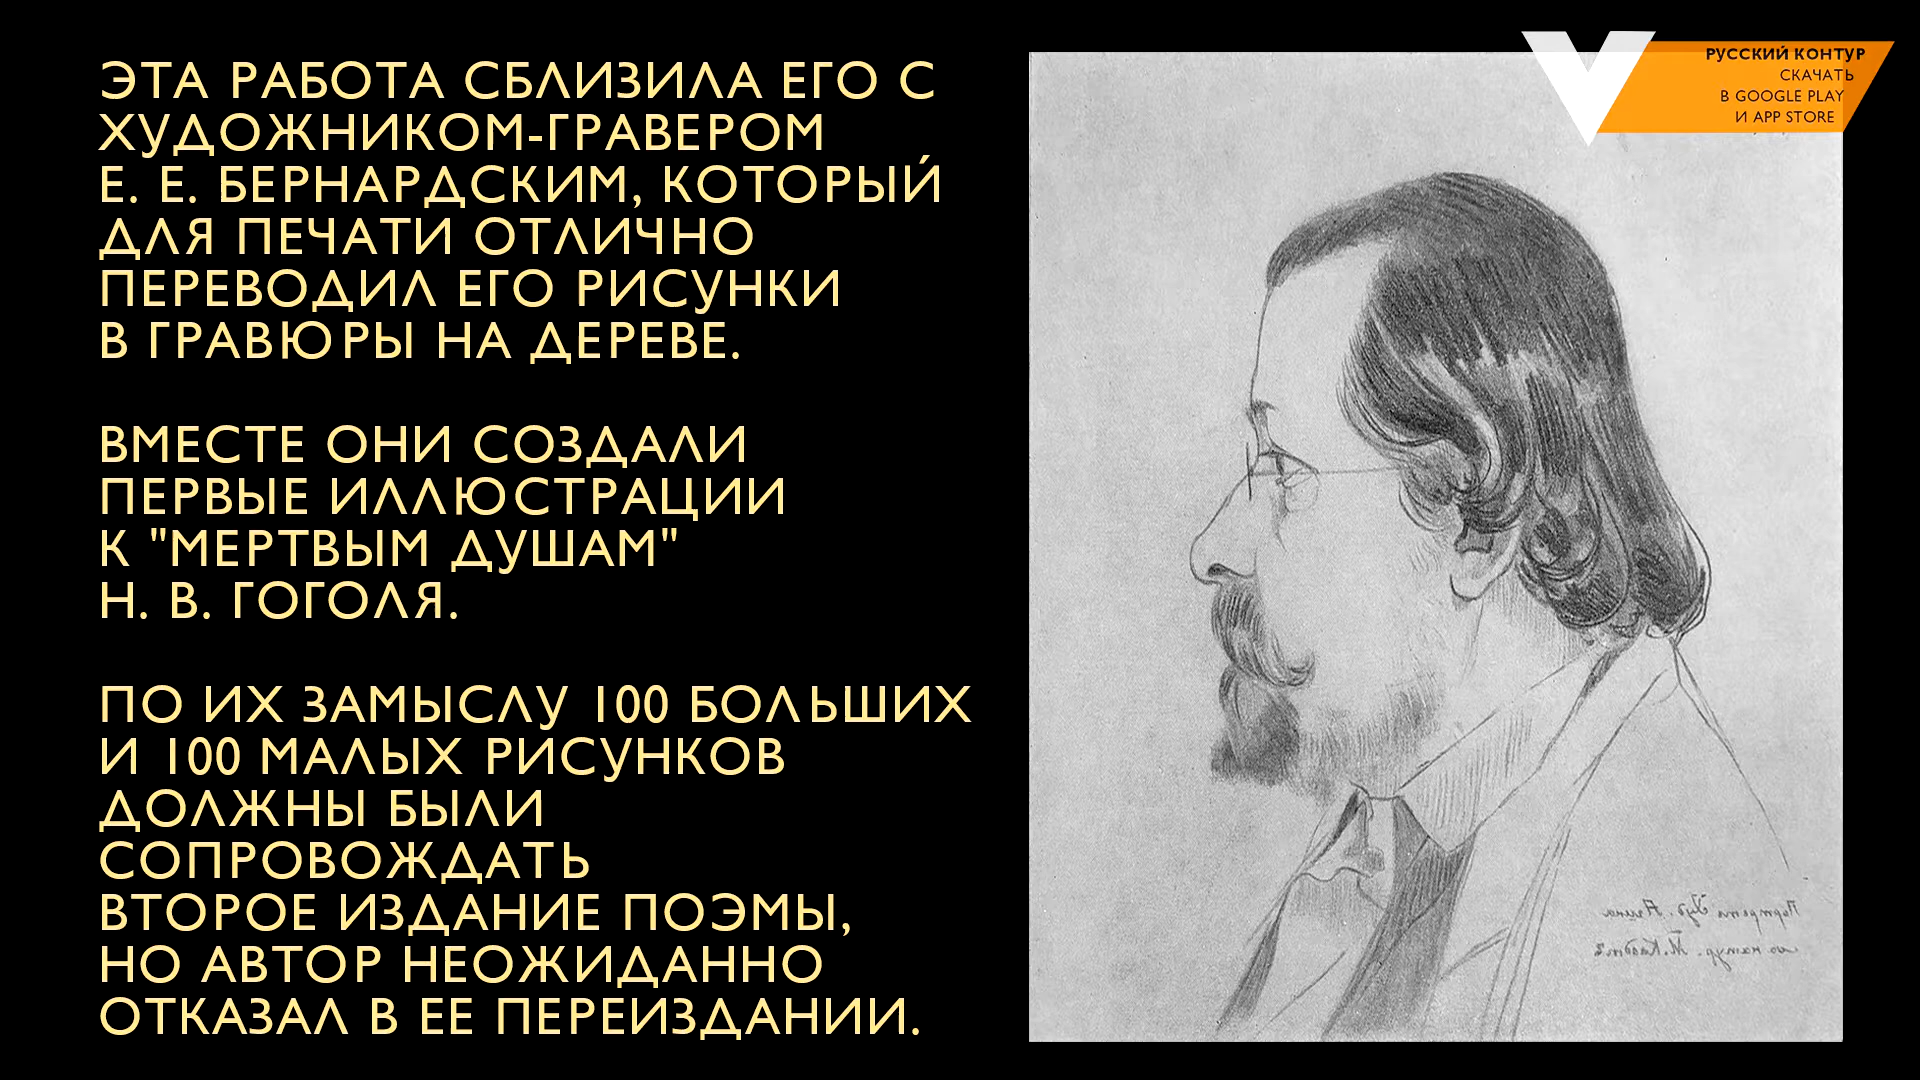 ЭТА РАБОТА СБЛИЗИЛА ЕГО С
ХУДОЖНИКОМ-ГРАВЕРОМ
Е. Е. БЕРНАРДСКИМ, КОТОРЫЙ
ДЛЯ ПЕЧАТИ ОТЛИЧНО
ПЕРЕВОДИЛ ЕГО РИСУНКИ
В ГРАВЮРЫ НА ДЕРЕВЕ.
ВМЕСТЕ ОНИ СОЗДАЛИ
ПЕРВЫЕ ИЛЛЮСТРАЦИИ
К "МЕРТВЫМ ДУШАМ"
Н. В. ГОГОЛЯ.
ПО ИХ ЗАМЫСЛУ 100 БОЛЬШИХ
И 100 МАЛЫХ РИСУНКОВ
ДОЛЖНЫ БЫЛИ
СОПРОВОЖДАТЬ
ВТОРОЕ ИЗДАНИЕ ПОЭМЫ,
НО АВТОР НЕОЖИДАННО
ОТКАЗАЛ В ЕЕ ПЕРЕИЗДАНИИ.
РУССКИЙ КОНТУР
СКАЧАТЬ
В GOOGLE PLAY
И APP STORE